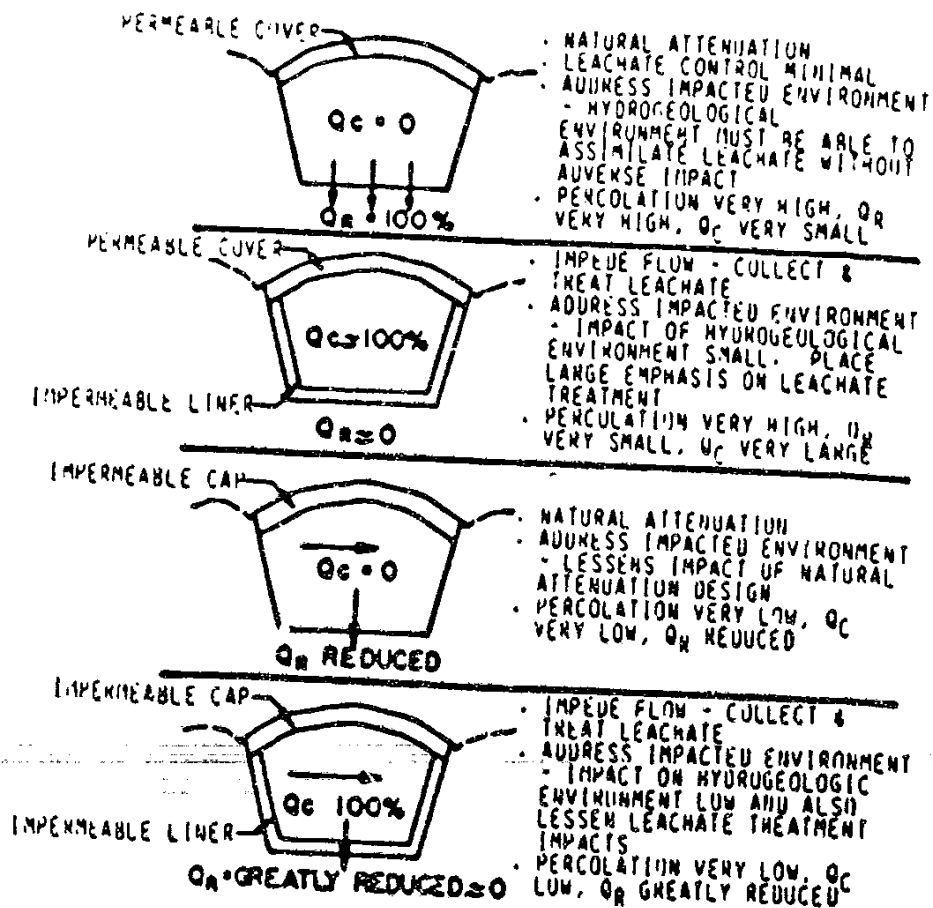 PERMEABLE COVER
Qc = 0
QR = 100%
· NATURAL ATTENUATION
· LEACHATE CONTROL MINIMAL
· ADDRESS IMPACTED ENVIRONMENT
- HYDROGEOLOGICAL
ENVIRONMENT MUST BE ABLE TO
ASSIMILATE LEACHATE WITHOUT
ADVERSE IMPACT
· PERCOLATION VERY HIGH, QR
VERY HIGH, QC VERY SMALL
PERMEABLE COVER
Qc≃100%
IMPERMEABLE LINER
QR≃0
· IMPEDE FLOW - COLLECT &
TREAT LEACHATE
· ADDRESS IMPACTED ENVIRONMENT
- IMPACT OF HYDROGEOLOGICAL
ENVIRONMENT SMALL. PLACE
LARGE EMPHASIS ON LEACHATE
TREATMENT
· PERCULATION VERY HIGH, QR
VERY SMALL, QC VERY LARGE
IMPERMEABLE CAP
Qc = 0
QR REDUCED
· NATURAL ATTENUATION
· ADDRESS IMPACTED ENVIRONMENT
- LESSENS IMPACT OF NATURAL
ATTENUATION DESIGN
· PERCOLATION VERY LOW, QC
VERY LOW, QR REDUCED
IMPERMEABLE CAP
Qc 100%
IMPERMEABLE LINER
QR=GREATLY REDUCED≃0
· IMPEDE FLOW - COLLECT &
TREAT LEACHATE
· ADDRESS IMPACTED ENVIRONMENT
- IMPACT ON HYDROGEOLOGIC
ENVIRONMENT LOW AND ALSO
LESSEN LEACHATE TREATMENT
IMPACTS
· PERCOLATION VERY LOW, QC
LOW, QR GREATLY REDUCED